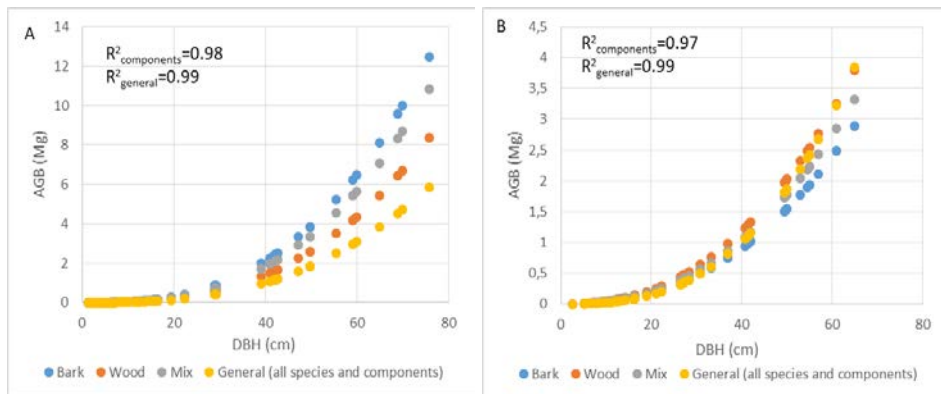 A
R²components=0.98
R²general=0.99
14
12
10
8
6
4
2
0
AGB (Mg)
0
20
40
60
80
DBH (cm)
Bark Wood Mix General (all species and components)
B
R²components=0.97
R²general=0.99
4,5
4
3,5
3
2,5
2
1,5
1
0,5
0
AGB (Mg)
0
20
40
60
80
DBH (cm)
Bark Wood Mix General (all species and components)